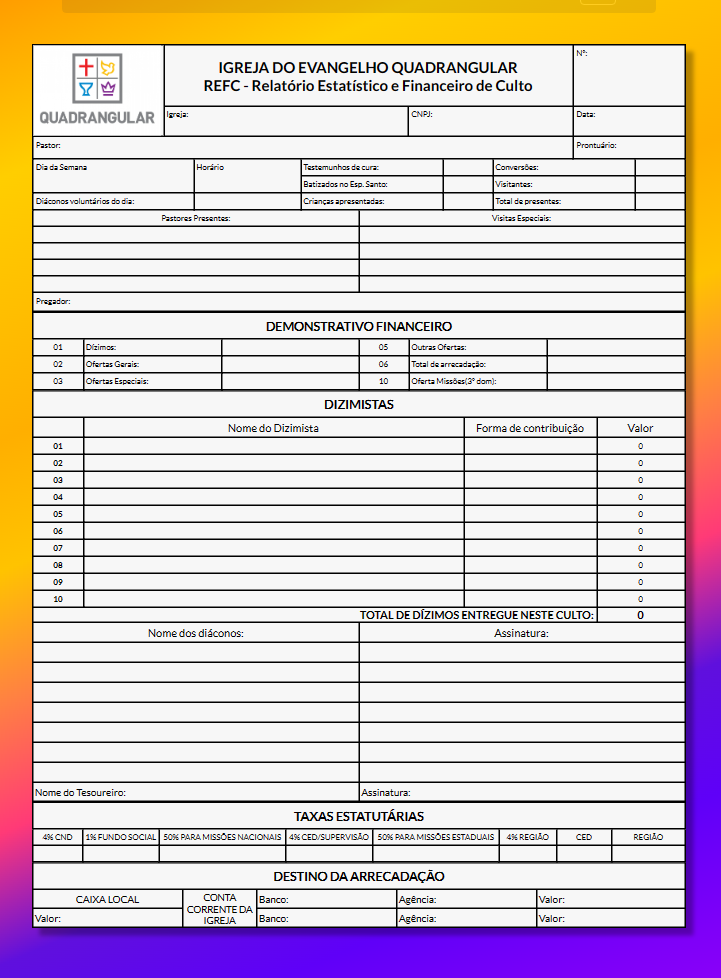 QUADRANGULAR
IGREJA DO EVANGELHO QUADRANGULAR
REFC - Relatório Estatístico e Financeiro de Culto
Nº:
Igreja: CNPJ: Data:
Pastor: Prontuário:
Dia da Semana Horário Testemunhos de cura: Conversões:
Batizados no Esp. Santo: Visitantes:
Diáconos voluntários do dia: Crianças apresentadas: Total de presentes:
Pastores Presentes: Visitas Especiais:
Pregador:
DEMONSTRATIVO FINANCEIRO
01 Dízimos: 05 Outras Ofertas:
02 Ofertas Gerais: 06 Total de arrecadação:
03 Ofertas Especiais: 10 Oferta Missões(3º dom):
DIZIMISTAS
Nome do Dizimista Forma de contribuição Valor
01 0
02 0
03 0
04 0
05 0
06 0
07 0
08 0
09 0
10 0
TOTAL DE DÍZIMOS ENTREGUE NESTE CULTO: 0
Nome dos diáconos: Assinatura:
Nome do Tesoureiro: Assinatura:
TAXAS ESTATUTÁRIAS
4% CND 1% FUNDO SOCIAL 50% PARA MISSÕES NACIONAIS 4% CED/SUPERVISÃO 50% PARA MISSÕES ESTADUAIS 4% REGIÃO CED REGIÃO
DESTINO DA ARRECADAÇÃO
CAIXA LOCAL CONTA CORRENTE DA IGREJA Banco: Agência: Valor:
Valor: Banco: Agência: Valor: